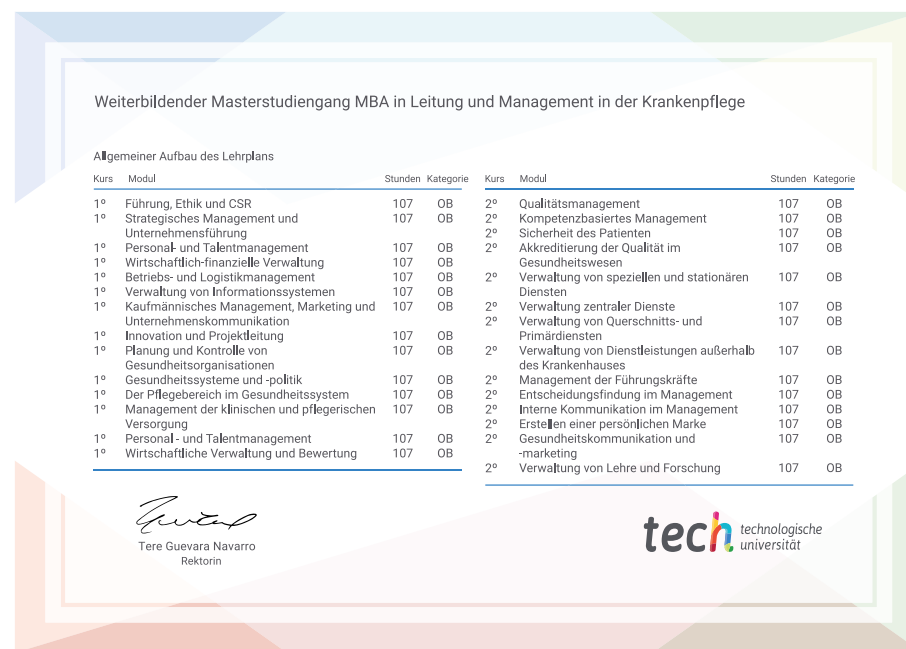 Weiterbildender Masterstudiengang MBA in Leitung und Management in der Krankenpflege
Allgemeiner Aufbau des Lehrplans
Kurs Modul Stunden Kategorie
1º Führung, Ethik und CSR 107 OB
1º Strategisches Management und 107 OB
Unternehmensführung
1º Personal- und Talentmanagement 107 OB
1º Wirtschaftlich-finanzielle Verwaltung 107 OB
1º Betriebs- und Logistikmanagement 107 OB
1º Verwaltung von Informationssystemen 107 OB
1º Kaufmännisches Management, Marketing und 107 OB
Unternehmenskommunikation
1º Innovation und Projektleitung 107 OB
1º Planung und Kontrolle von 107 OB
Gesundheitsorganisationen
1º Gesundheitssysteme und -politik 107 OB
1º Der Pflegebereich im Gesundheitssystem 107 OB
1º Management der klinischen und pflegerischen 107 OB
Versorgung
1º Personal - und Talentmanagement 107 OB
1º Wirtschaftliche Verwaltung und Bewertung 107 OB
Kurs Modul Stunden Kategorie
2º Qualitätsmanagement 107 OB
2º Kompetenzbasiertes Management 107 OB
2º Sicherheit des Patienten 107 OB
2º Akkreditierung der Qualität im 107 OB
Gesundheitswesen
2º Verwaltung von speziellen und stationären 107 OB
Diensten
2º Verwaltung zentraler Dienste 107 OB
2º Verwaltung von Querschnitts- und 107 OB
Primärdiensten
2º Verwaltung von Dienstleistungen außerhalb 107 OB
des Krankenhauses
2º Management der Führungskräfte 107 OB
2º Entscheidungsfindung im Management 107 OB
2º Interne Kommunikation im Management 107 OB
2º Erstellen einer persönlichen Marke 107 OB
2º Gesundheitskommunikation und 107 OB
-marketing
2º Verwaltung von Lehre und Forschung 107 OB
Tere Guevara Navarro
Rektorin
tech technologische
universität